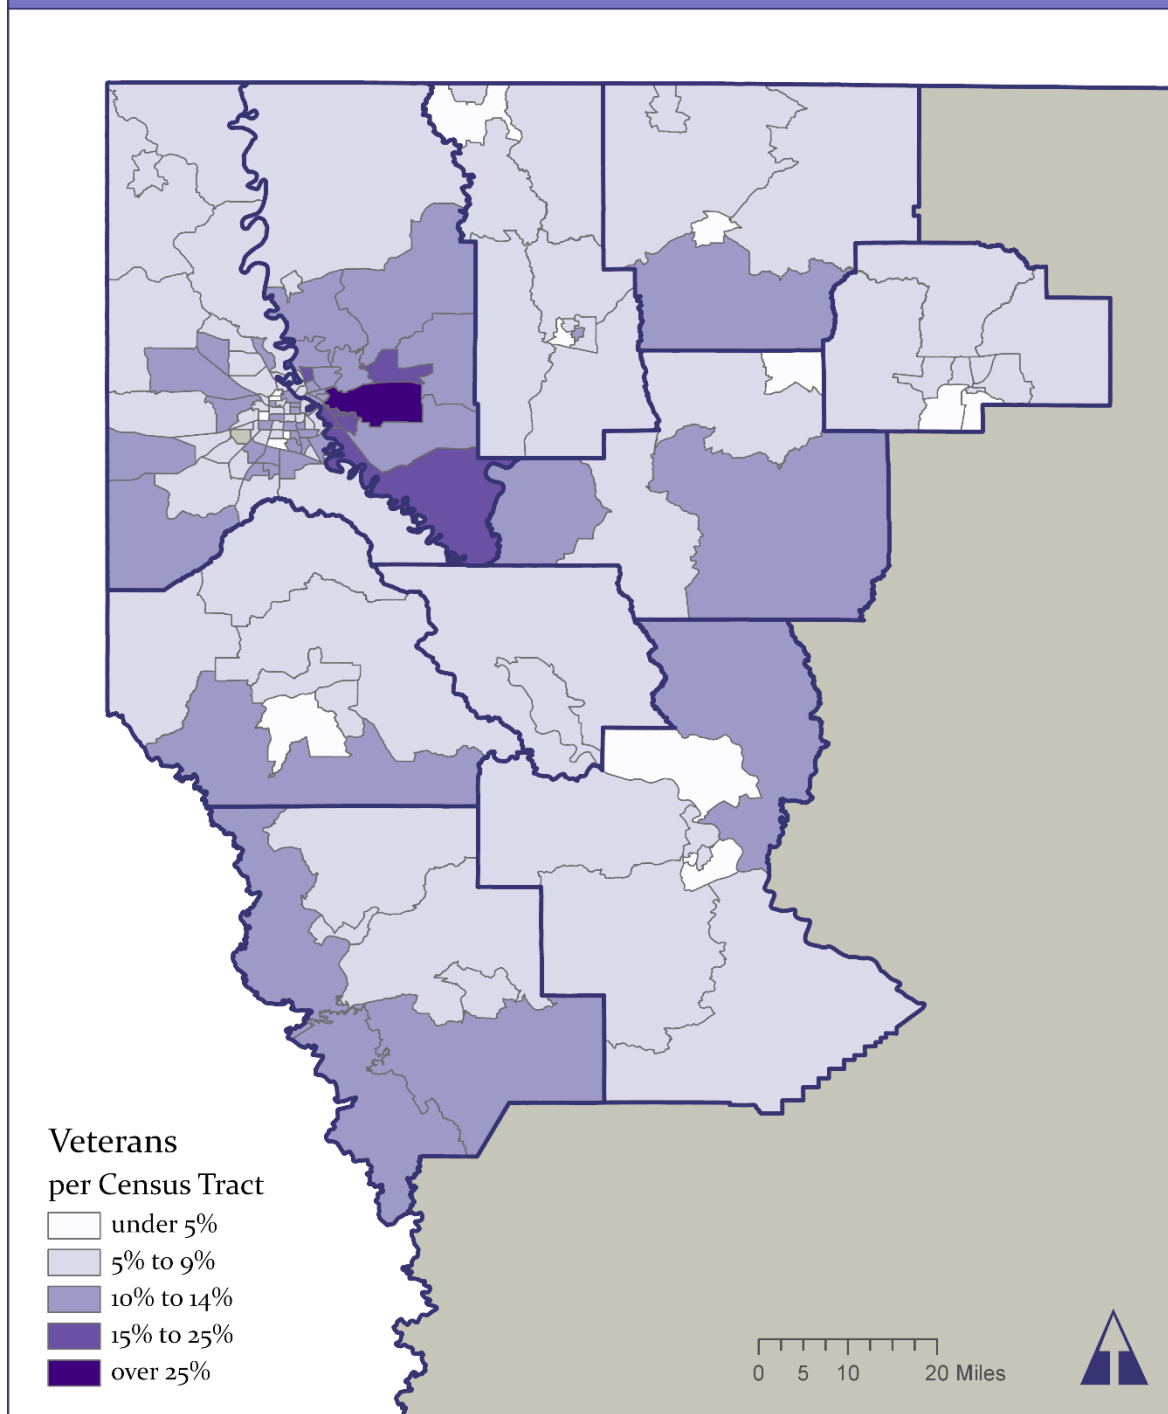 Veterans
per Census Tract
under 5%
5% to 9%
10% to 14%
15% to 25%
over 25%
0 5 10 20 Miles